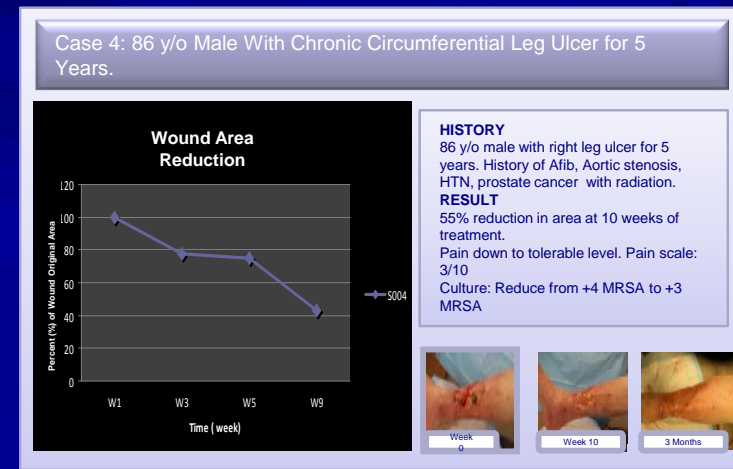 Case 4: 86 y/o Male With Chronic Circumferential Leg Ulcer for 5
Years.
Wound Area
Reduction
Percent (%) of Wound Original Area
120
100
80
60
40
20
0
W1 W3 W5 W9
Time ( week)
S004
HISTORY
86 y/o male with right leg ulcer for 5
years. History of Afib, Aortic stenosis,
HTN, prostate cancer with radiation.
RESULT
55% reduction in area at 10 weeks of
treatment.
Pain down to tolerable level. Pain scale:
3/10
Culture: Reduce from +4 MRSA to +3
MRSA
Week
0
Week 10
3 Months